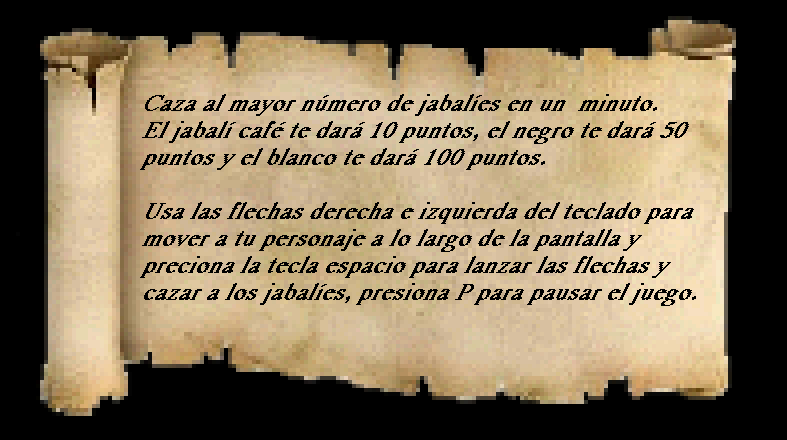 Caza al mayor número de jabalíes en un minuto.
El jabalí café te dará 10 puntos, el negro te dará 50
puntos y el blanco te dará 100 puntos.
Usa las flechas derecha e izquierda del teclado para
mover a tu personaje a lo largo de la pantalla y
preciona la tecla espacio para lanzar las flechas y
cazar a los jabalíes, presiona P para pausar el juego.